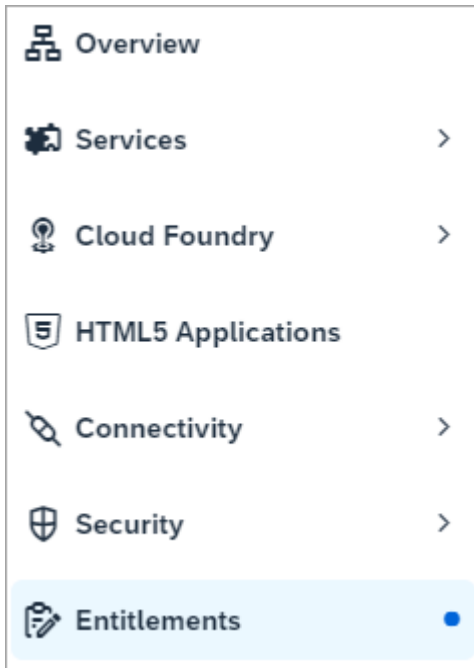 Overview
Services
Cloud Foundry
HTML5 Applications
Connectivity
Security
Entitlements